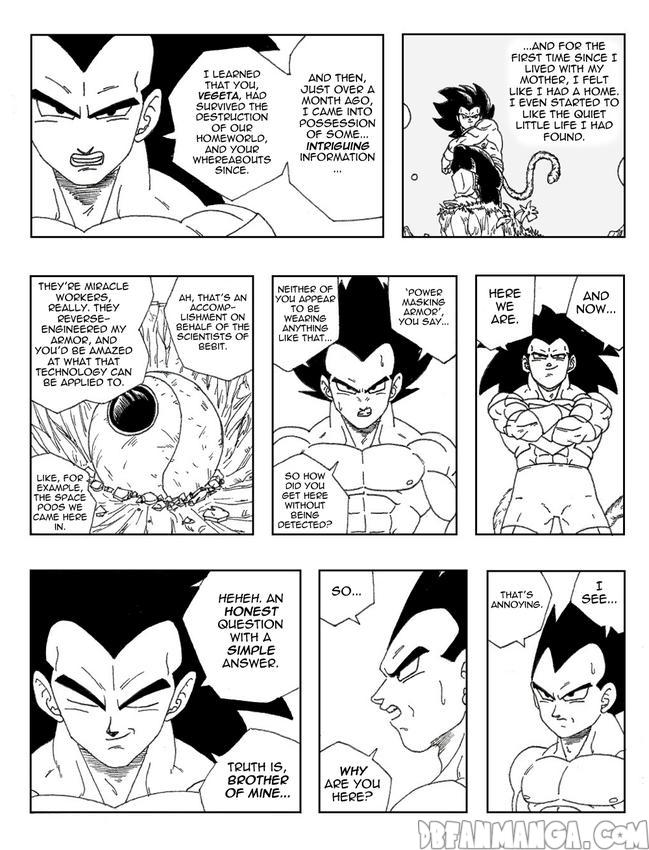 ...AND FOR THE
FIRST TIME SINCE I
LIVED WITH MY
MOTHER, I FELT
LIKE I HAD A HOME.
I EVEN STARTED TO
LIKE THE QUIET
LITTLE LIFE I HAD
FOUND.
AND THEN,
JUST OVER A
MONTH AGO,
I CAME INTO
POSSESSION
OF SOME...
INTRIGUING
INFORMATION
...
I LEARNED
THAT YOU,
VEGETA, HAD
SURVIVED THE
DESTRUCTION
OF OUR
HOMEWORLD,
AND YOUR
WHEREABOUTS
SINCE.
AND
NOW...
HERE
WE
ARE.
'POWER
MASKING
ARMOR',
YOU SAY...
NEITHER OF
YOU APPEAR
TO BE
WEARING
ANYTHING
LIKE THAT...
SO HOW
DID YOU
GET HERE
WITHOUT
BEING
DETECTED?
AH, THAT'S AN
ACCOMP-
LISHMENT ON
BEHALF OF THE
SCIENTISTS OF
BEBIT.
THEY'RE MIRACLE
WORKERS,
REALLY. THEY
REVERSE-
ENGINEERED MY
ARMOR, AND
YOU'D BE AMAZED
AT WHAT THAT
TECHNOLOGY CAN
BE APPLIED TO.
LIKE, FOR
EXAMPLE,
THE SPACE
PODS WE
CAME HERE
IN.
I
SEE...
THAT'S
ANNOYING.
SO...
WHY
ARE YOU
HERE?
HEHEH. AN
HONEST
QUESTION
WITH A
SIMPLE
ANSWER.
TRUTH IS,
BROTHER
OF MINE...
DBFANMANGA.COM